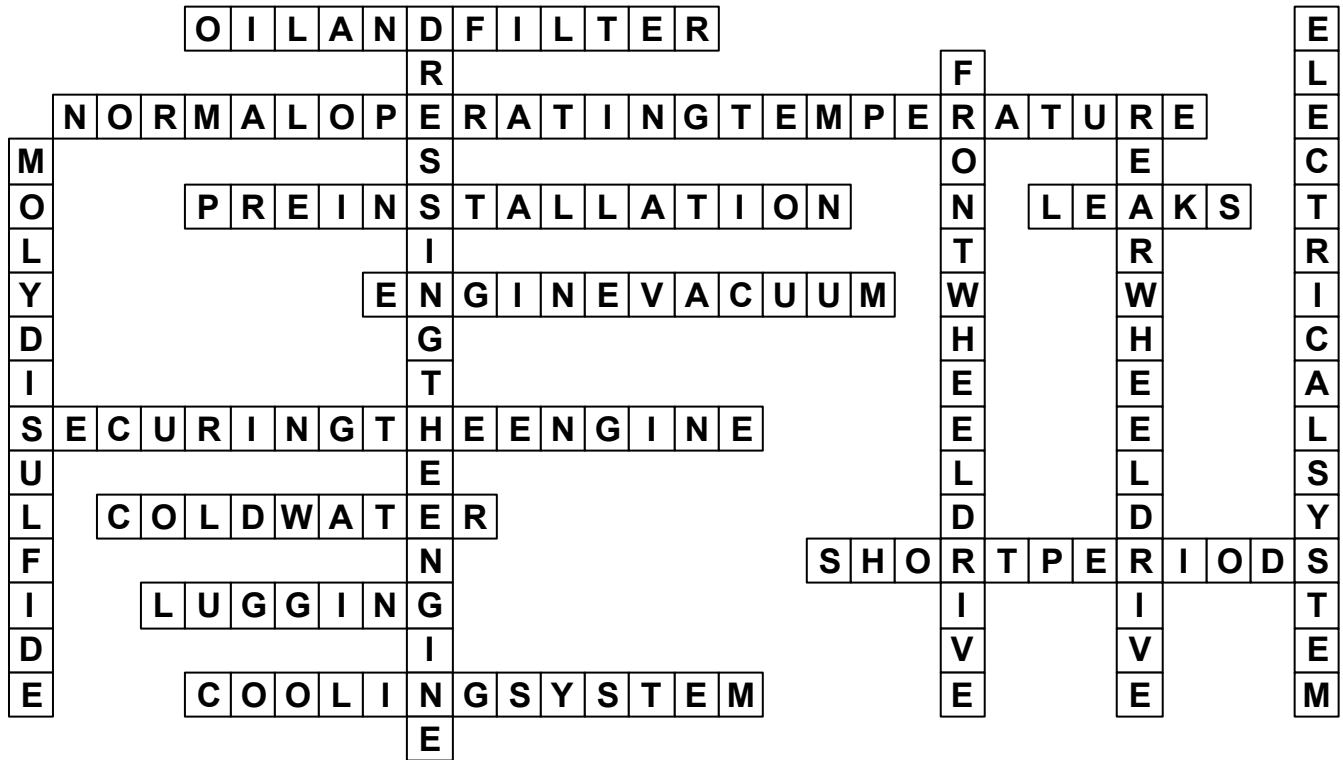 OILANDFILTER
NORMALOPERATINGTEMPERATURE
PREINSTALLATION
LEAKS
ENGINEVACUUM
SECURINGTHEENGINE
COLDWATER
SHORTPERIODS
LUGGING
COOLINGSYSTEM
MOLYDISULFIDE
DRESSINGTHEENGINE
FRONTWHEELDRIVE
REARWHEELDRIVE
ELECTRICALSYSTEM